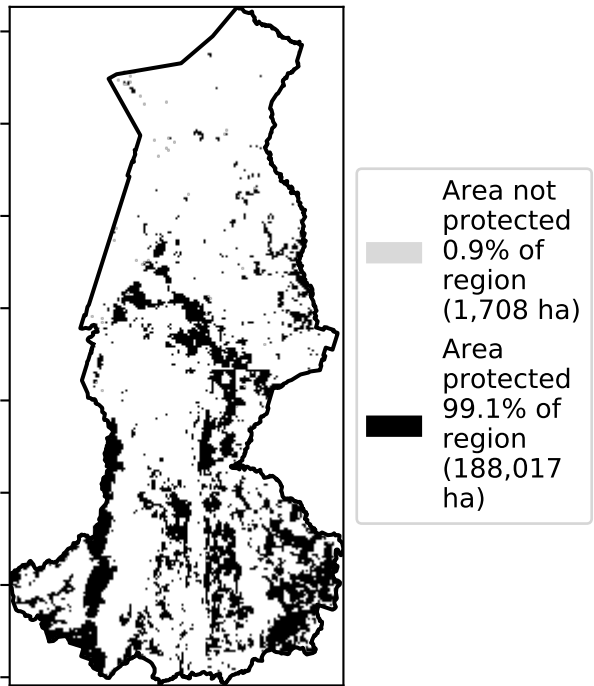 Area not
protected
0.9% of
region
(1,708 ha)
Area
protected
99.1% of
region
(188,017
ha)